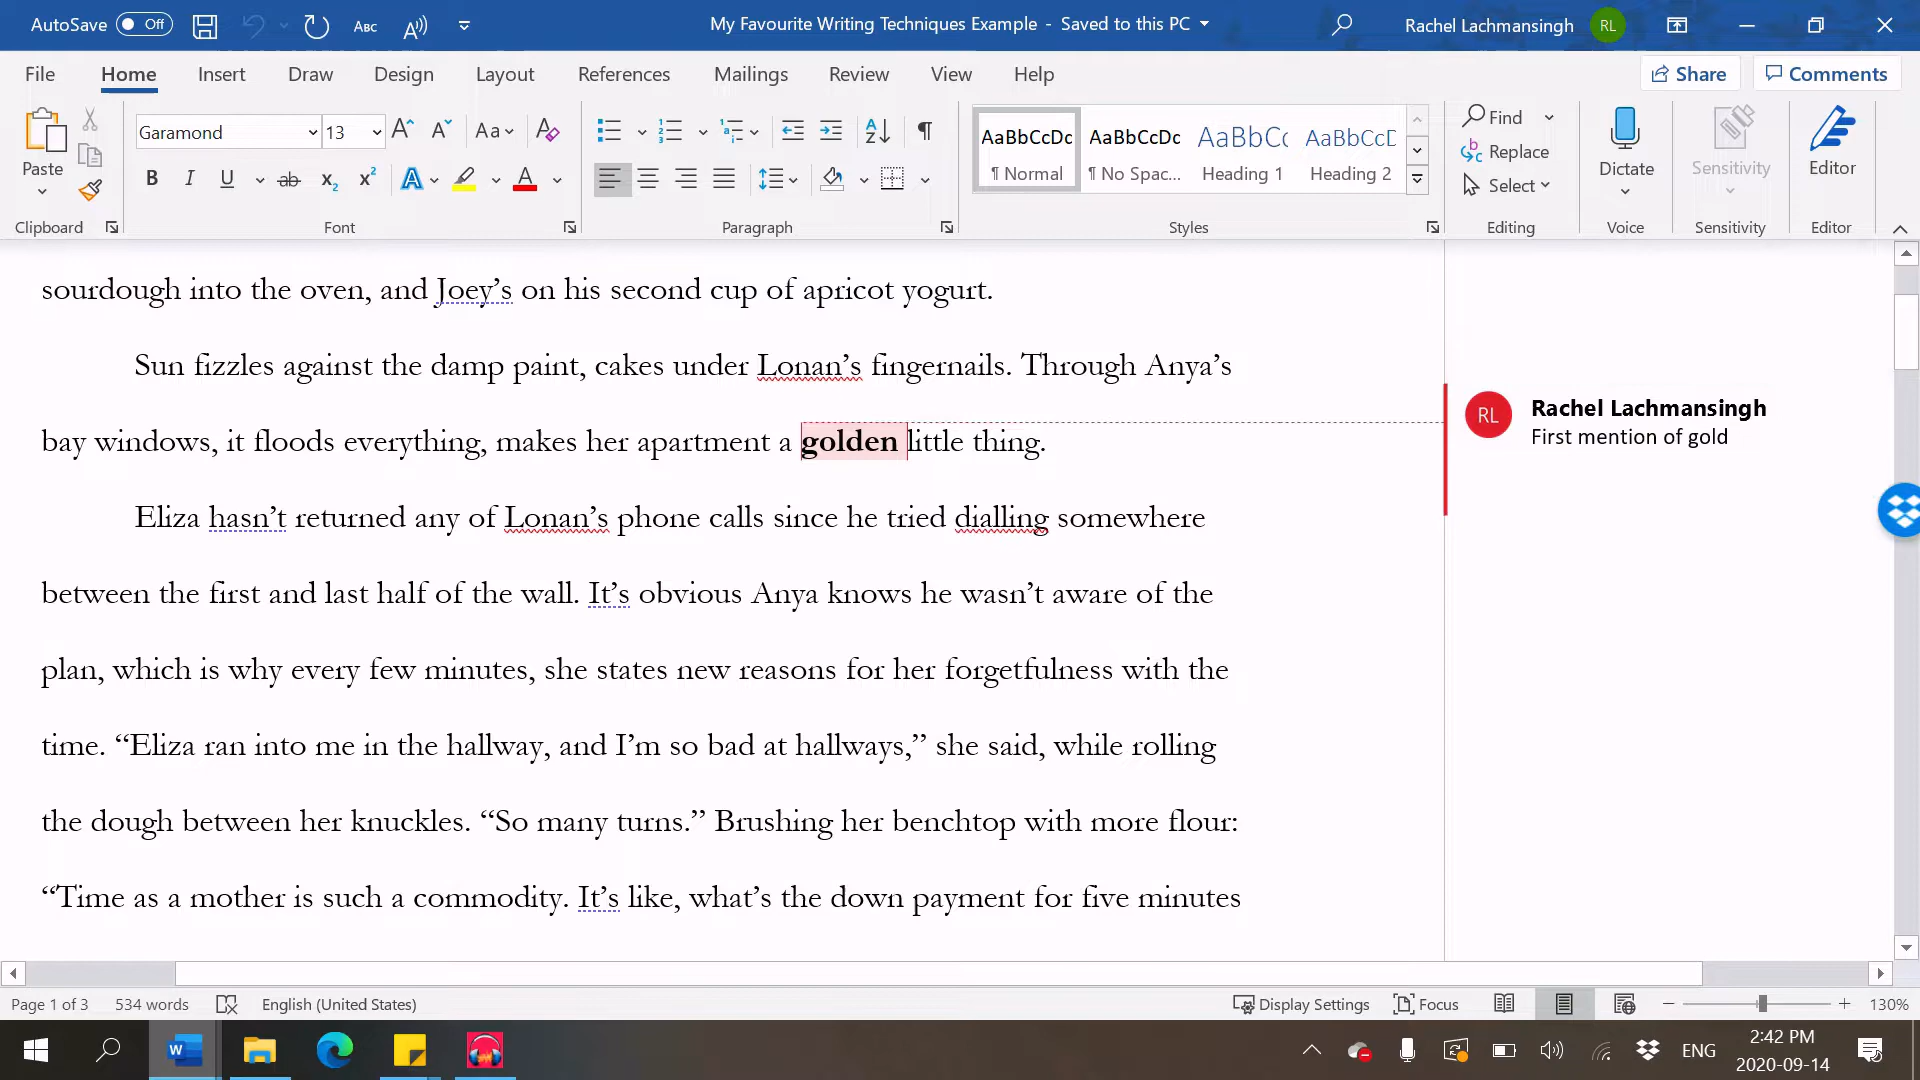 AutoSave Off ABC A My Favourite Writing Techniques Example - Saved to this PC Rachel Lachmansingh RL
File Home Insert Draw Design Layout References Mailings Review View Help Share Comments
Garamond 13 Aa AaBbCcDc AaBbCcDc AaBbCc AaBbCcD Find
Paste Replace Dictate Sensitivity Editor
B I U ab x₂ x² A A ¶ Normal ¶ No Spac... Heading 1 Heading 2 Select
Clipboard Font Paragraph Styles Editing Voice Sensitivity Editor
sourdough into the oven, and Joey’s on his second cup of apricot yogurt.
Sun fizzles against the damp paint, cakes under Lonan’s fingernails. Through Anya’s
bay windows, it floods everything, makes her apartment a golden little thing.
RL Rachel Lachmansingh
First mention of gold
Eliza hasn’t returned any of Lonan’s phone calls since he tried dialling somewhere
between the first and last half of the wall. It’s obvious Anya knows he wasn’t aware of the
plan, which is why every few minutes, she states new reasons for her forgetfulness with the
time. “Eliza ran into me in the hallway, and I’m so bad at hallways,” she said, while rolling
the dough between her knuckles. “So many turns.” Brushing her benchtop with more flour:
“Time as a mother is such a commodity. It’s like, what’s the down payment for five minutes
Page 1 of 3 534 words English (United States) Display Settings Focus 130%
ENG 2:42 PM
2020-09-14